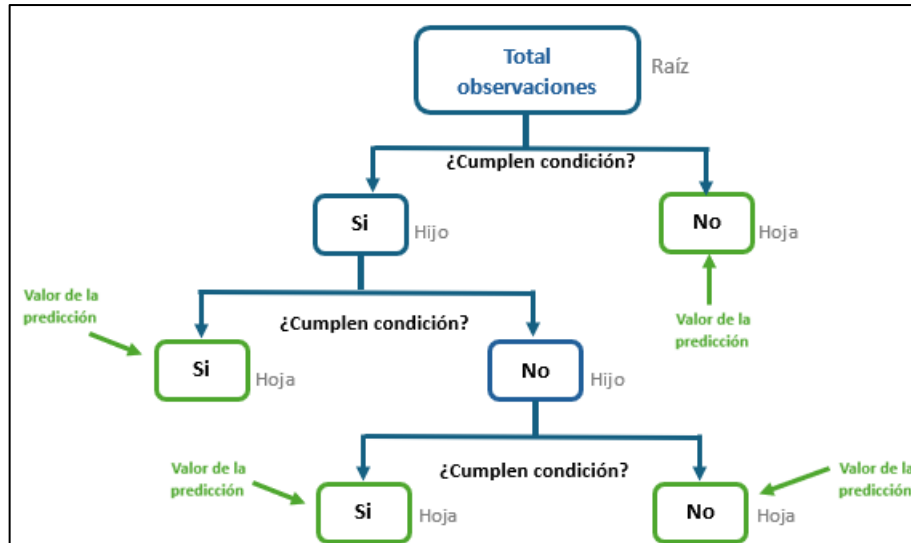 Total
observaciones
Raíz
¿Cumplen condición?
Si
Hijo
No
Hoja
Valor de la
predicción
Valor de la
predicción
¿Cumplen condición?
Si
Hoja
No
Hijo
Valor de la
predicción
¿Cumplen condición?
Valor de la
predicción
Si
Hoja
No
Hoja